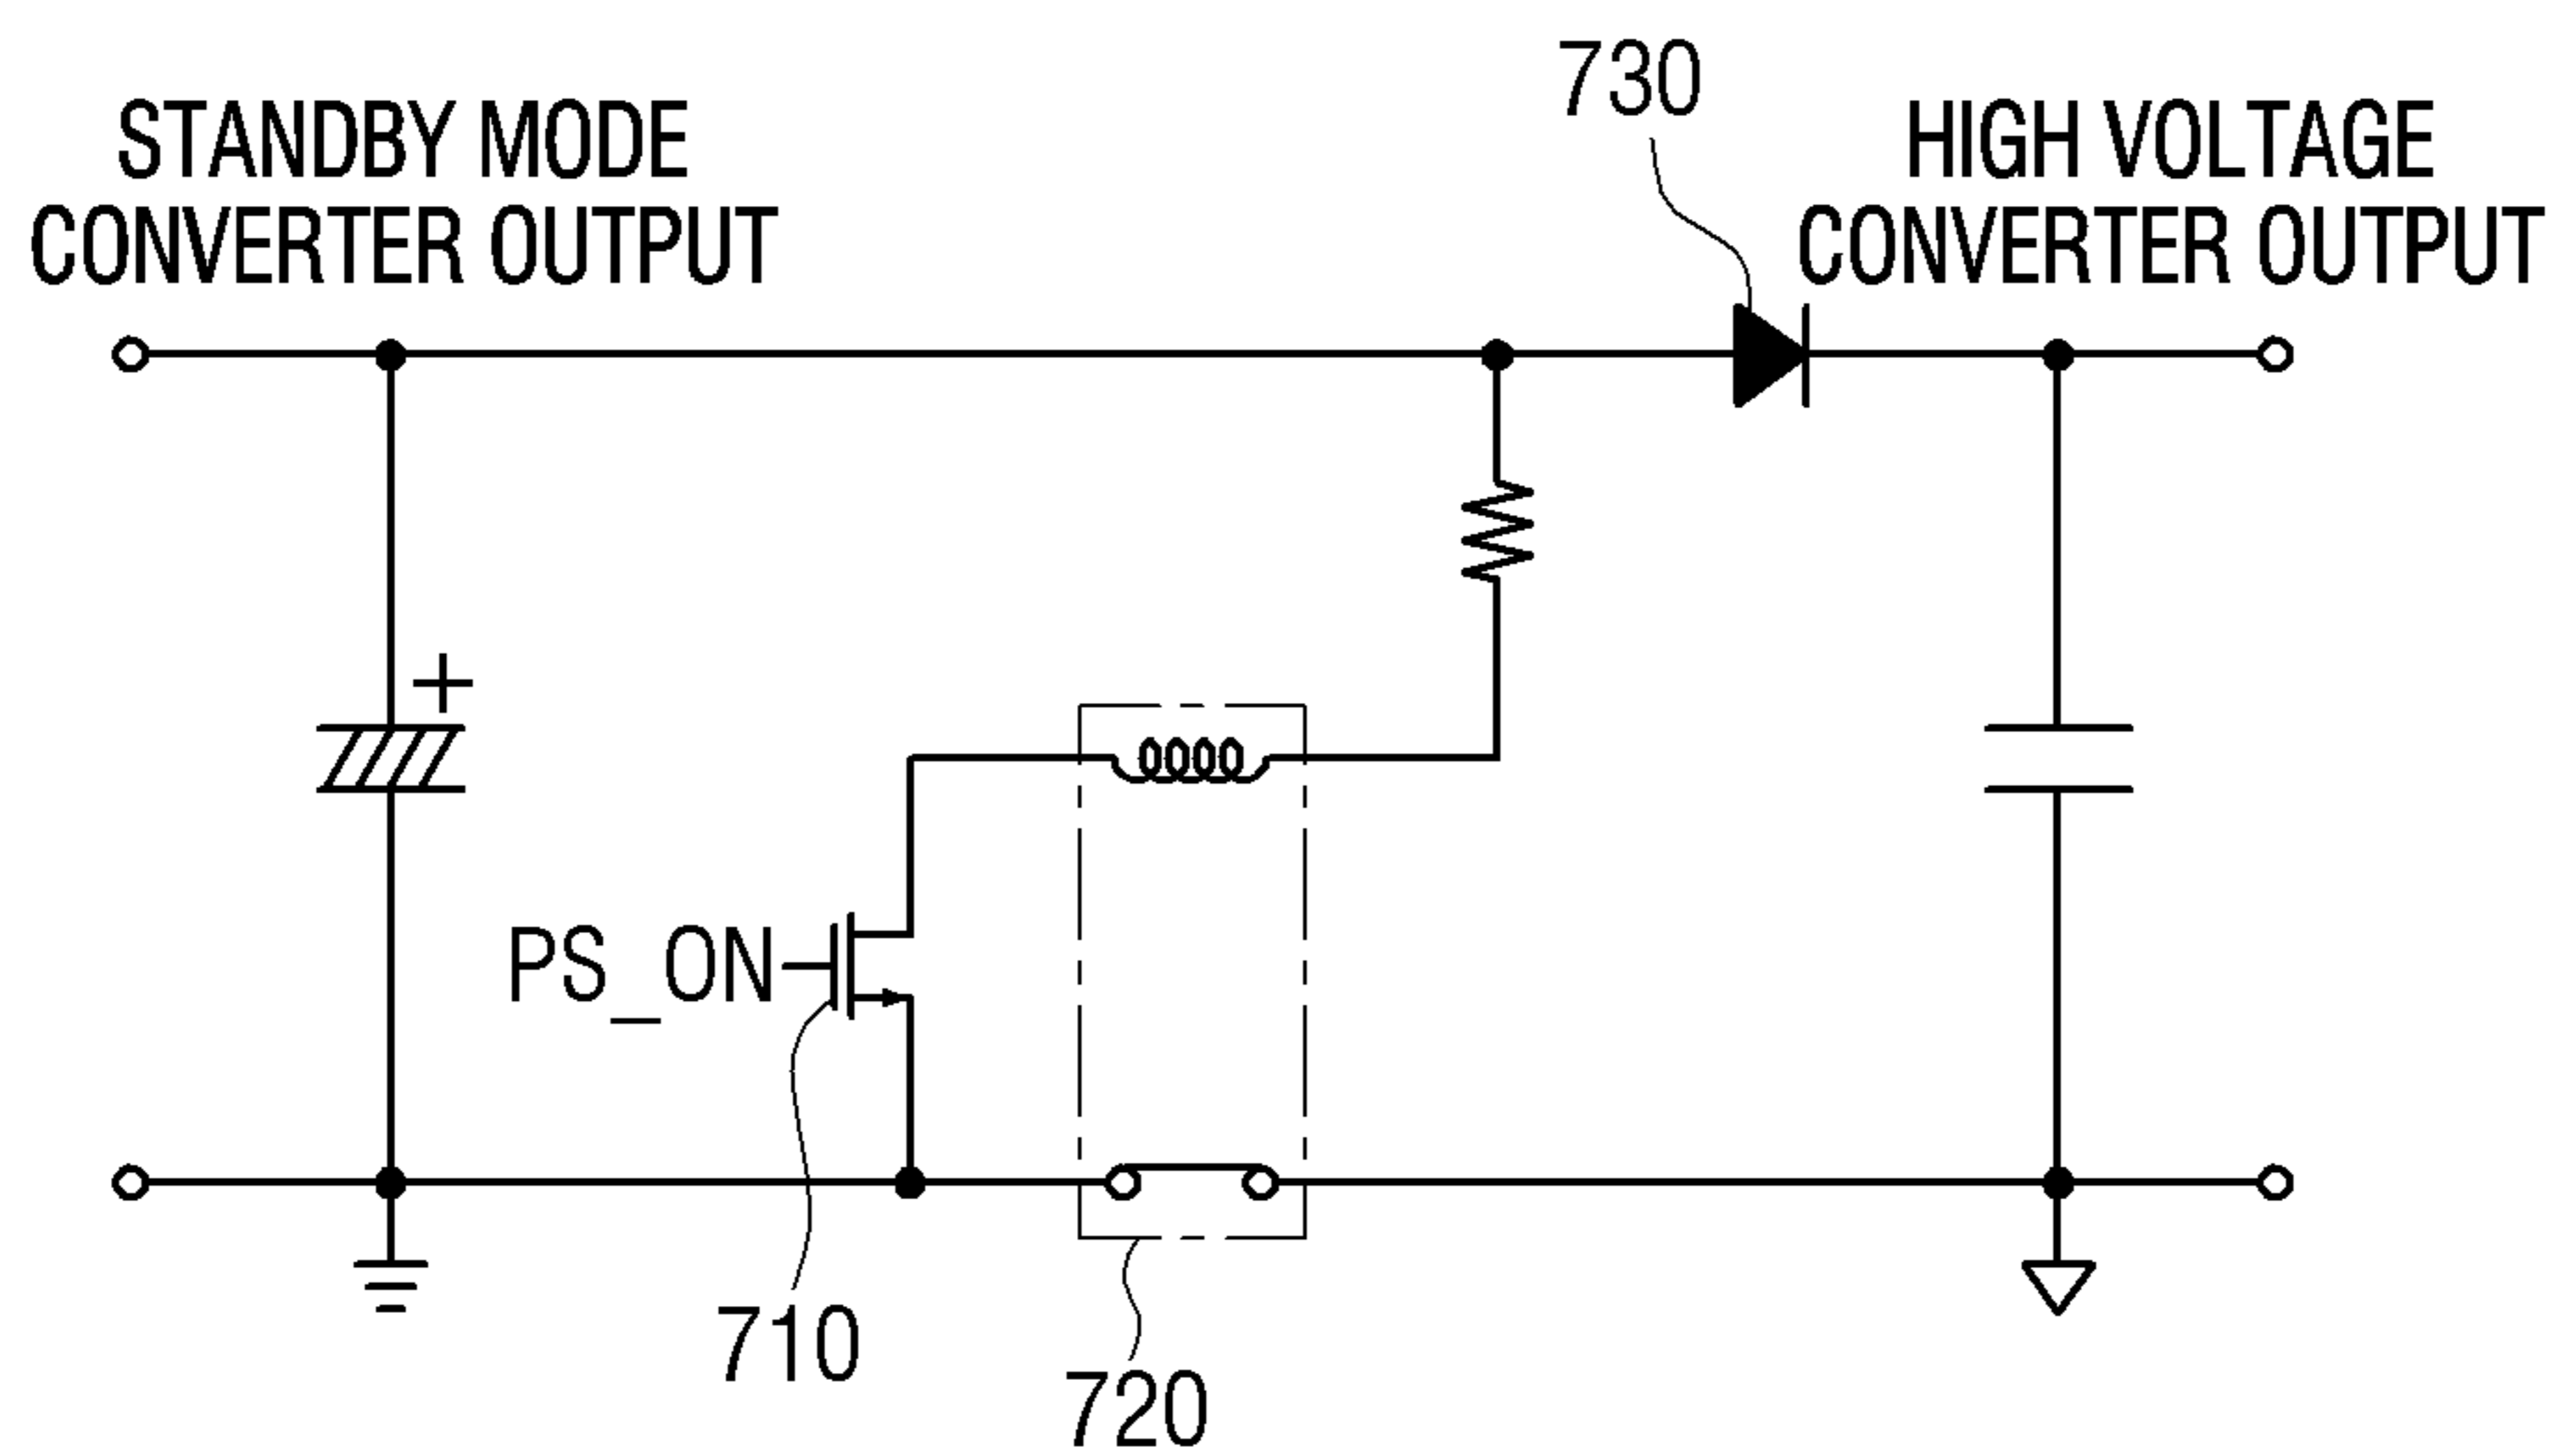 730
STANDBY MODE
CONVERTER OUTPUT
HIGH VOLTAGE
CONVERTER OUTPUT
+
PS_ON
710
720